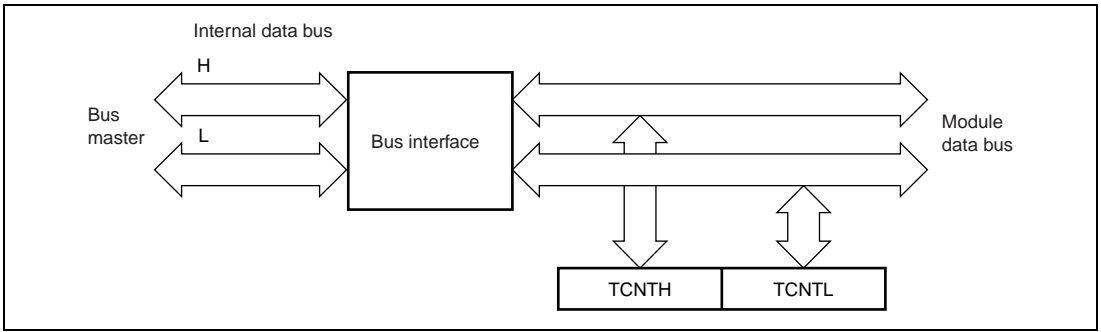 Internal data bus
H
Bus
master
L
Bus interface
Module
data bus
TCNTH
TCNTL